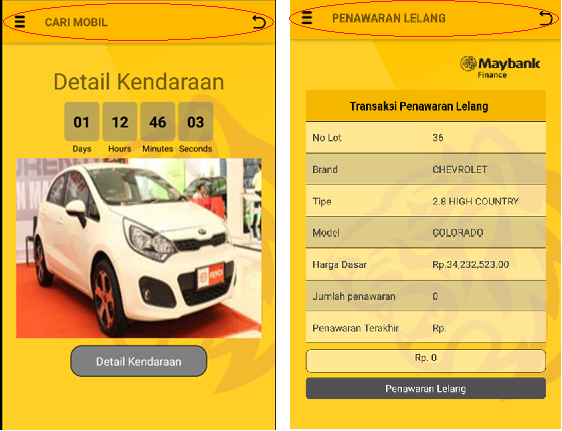 CARI MOBIL
Detail Kendaraan
01 12 46 03
Days Hours Minutes Seconds
Detail Kendaraan
PENAWARAN LELANG
Maybank
Finance
Transaksi Penawaran Lelang
No Lot 36
Brand CHEVROLET
Tipe 2.8 HIGH COUNTRY
Model COLORADO
Harga Dasar Rp.34,232,523.00
Jumlah penawaran 0
Penawaran Terakhir Rp.
Rp. 0
Penawaran Lelang